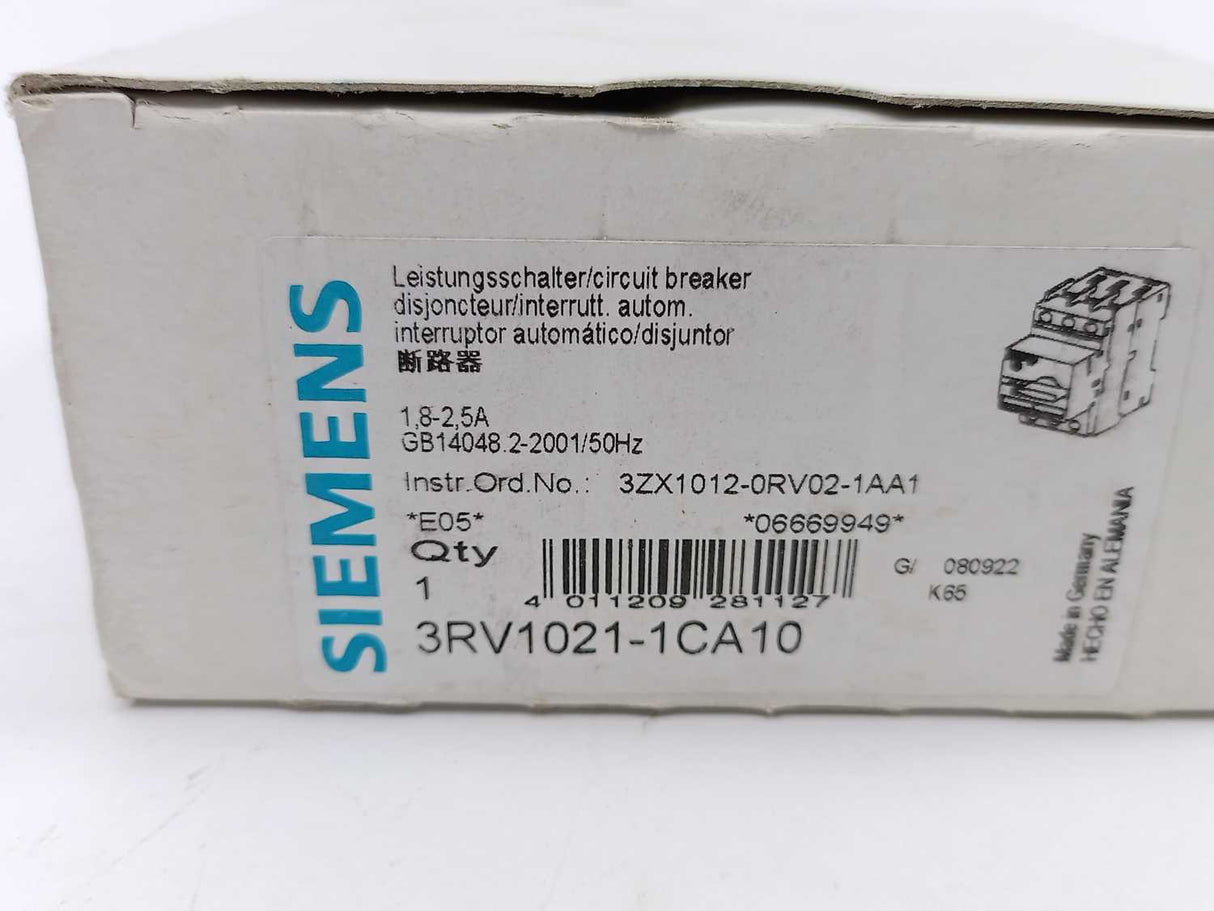 SIEMENS
Leistungsschalter/circuit breaker
disjoncteur/interrutt. autom.
interruptor automático/disjuntor
断路器
1,8-2,5A
GB14048.2-2001/50Hz
Instr.Ord.No.: 3ZX1012-0RV02-1AA1
*E05* *06669949*
Qty
1
4 011209 281127
G/ 080922
K65
3RV1021-1CA10
Made in Germany
HECHO EN ALEMANIA